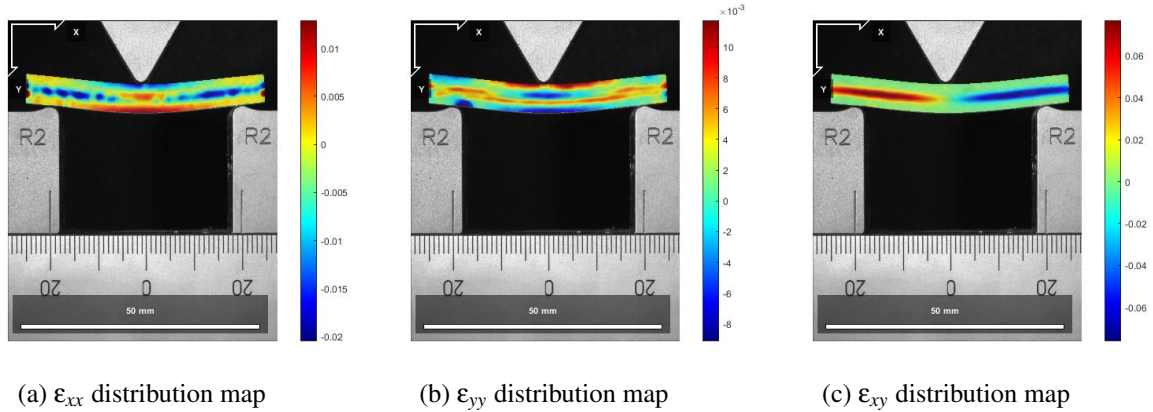 × 10⁻³
X
Y
R2
R2
20
0
20
50 mm
0.01
0.005
0
-0.005
-0.01
-0.015
-0.02
X
Y
R2
R2
20
0
20
50 mm
12
10
8
6
4
2
0
-2
-4
-6
-8
X
Y
R2
R2
20
0
20
50 mm
0.06
0.04
0.02
0
-0.02
-0.04
-0.06
(a) εxx distribution map
(b) εyy distribution map
(c) εxy distribution map